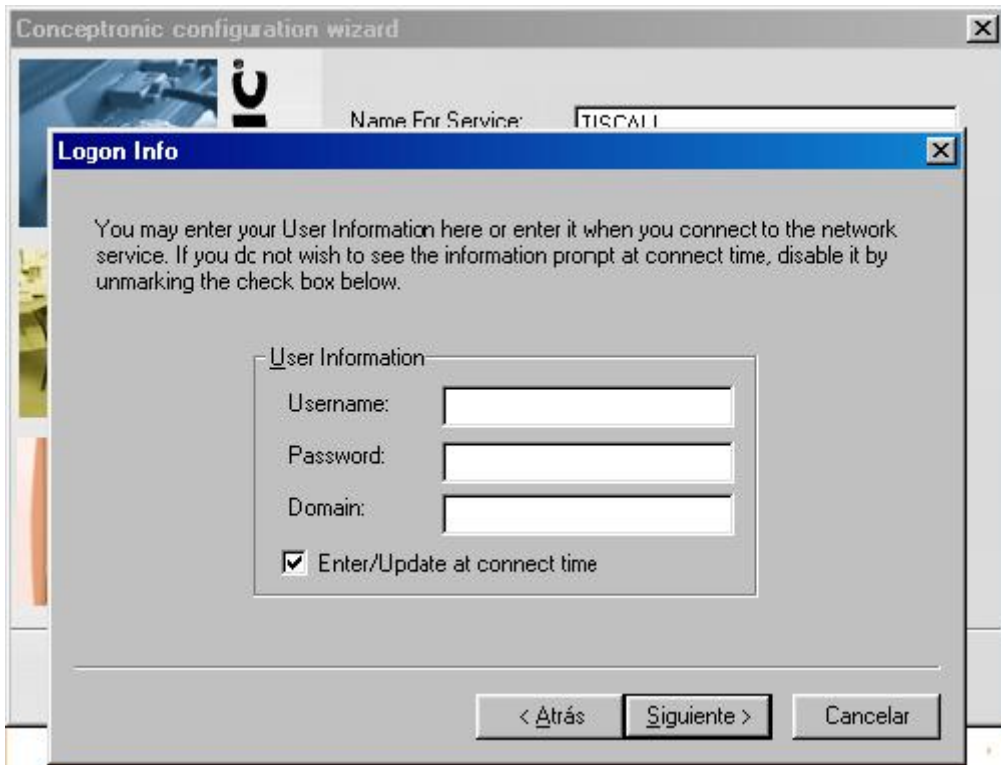 Conceptronic configuration wizard
Name For Service: TISCALI
Logon Info
You may enter your User Information here or enter it when you connect to the network
service. If you do not wish to see the information prompt at connect time, disable it by
unmarking the check box below.
User Information
Username:
Password:
Domain:
Enter/Update at connect time
< Atrás Siguiente > Cancelar